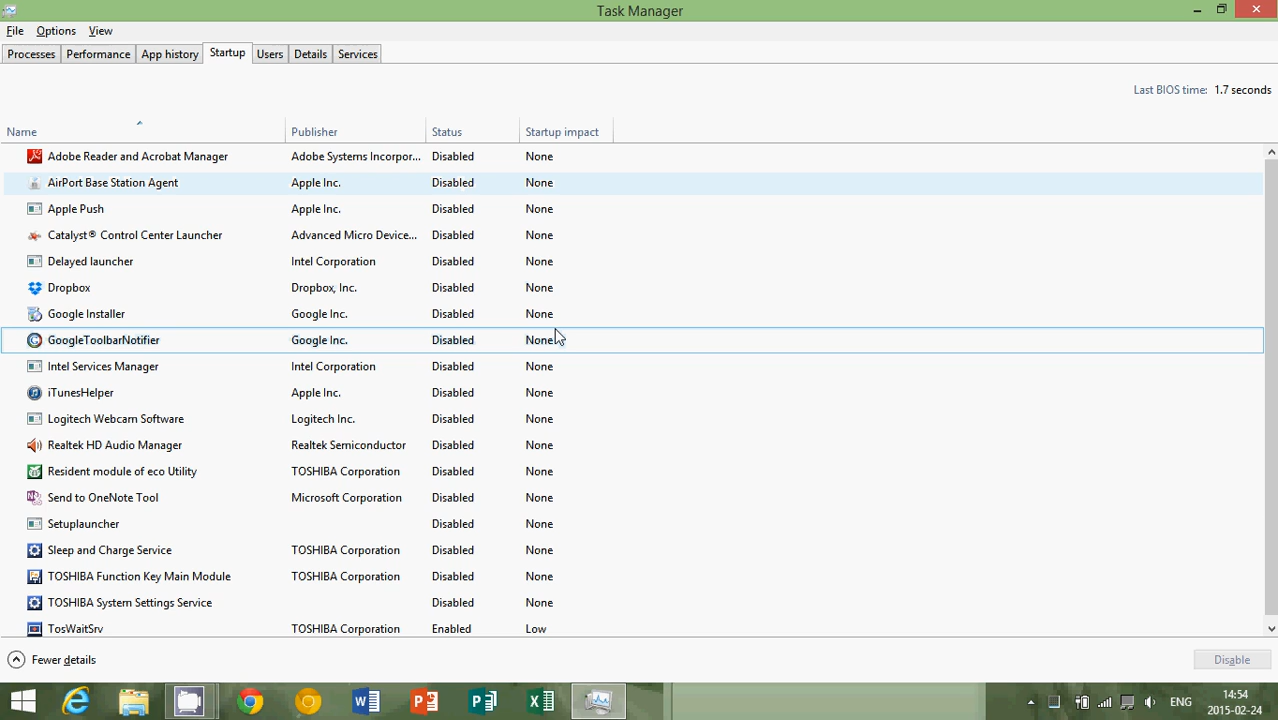 Task Manager
File Options View
Processes Performance App history Startup Users Details Services
Last BIOS time: 1.7 seconds
Name Publisher Status Startup impact
Adobe Reader and Acrobat Manager Adobe Systems Incorpor... Disabled None
AirPort Base Station Agent Apple Inc. Disabled None
Apple Push Apple Inc. Disabled None
Catalyst® Control Center Launcher Advanced Micro Device... Disabled None
Delayed launcher Intel Corporation Disabled None
Dropbox Dropbox, Inc. Disabled None
Google Installer Google Inc. Disabled None
GoogleToolbarNotifier Google Inc. Disabled None
Intel Services Manager Intel Corporation Disabled None
iTunesHelper Apple Inc. Disabled None
Logitech Webcam Software Logitech Inc. Disabled None
Realtek HD Audio Manager Realtek Semiconductor Disabled None
Resident module of eco Utility TOSHIBA Corporation Disabled None
Send to OneNote Tool Microsoft Corporation Disabled None
Setuplauncher Disabled None
Sleep and Charge Service TOSHIBA Corporation Disabled None
TOSHIBA Function Key Main Module TOSHIBA Corporation Disabled None
TOSHIBA System Settings Service Disabled None
TosWaitSrv TOSHIBA Corporation Enabled Low
Fewer details Disable
ENG 14:54
2015-02-24